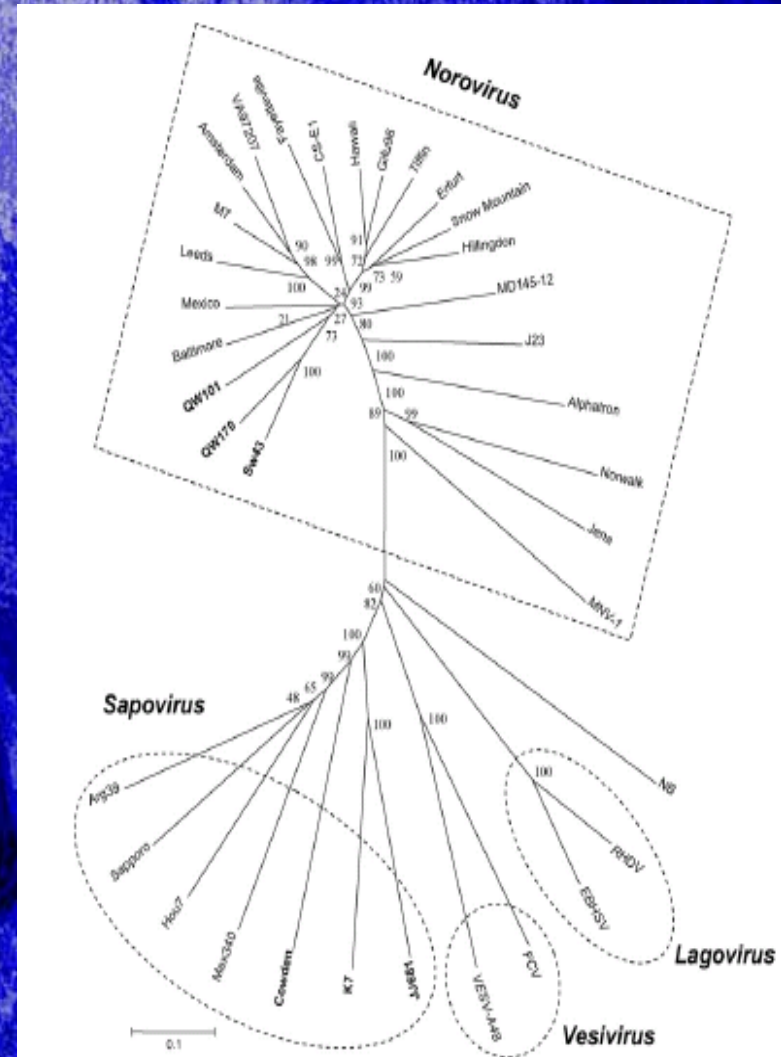 Norovirus
Amsterdam
VA97207
Fayetteville
CS-E1
Hawaii
Gifu96
Tiffin
Erfurt
Snow Mountain
Hillingdon
MD145-12
J23
Alphatron
Norwalk
Jena
MNV-1
M7
Leeds
Mexico
Baltimore
QW101
QW170
Sw43
90
98
99
100
91
72
73 59
99
24
93
27
80
21
73
100
100
100
89
99
100
60
82
100
99
99
65
48
100
100
100
Sapovirus
Arg39
Sapporo
Hou7
Mex340
Cowden
K7
JJ681
VESV-A48
FCV
EBHSV
RHDV
N6
Lagovirus
Vesivirus
0.1